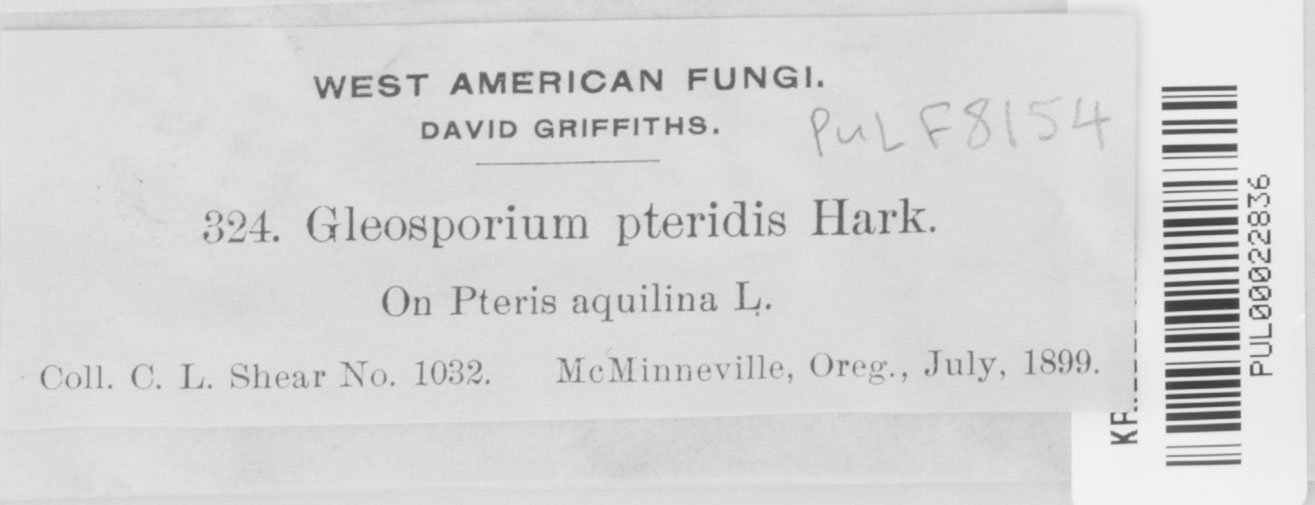 WEST AMERICAN FUNGI.
DAVID GRIFFITHS.
PUL F8154
324. Gleosporium pteridis Hark.
On Pteris aquilina L.
Coll. C. L. Shear No. 1032. McMinneville, Oreg., July, 1899.
PUL00022836